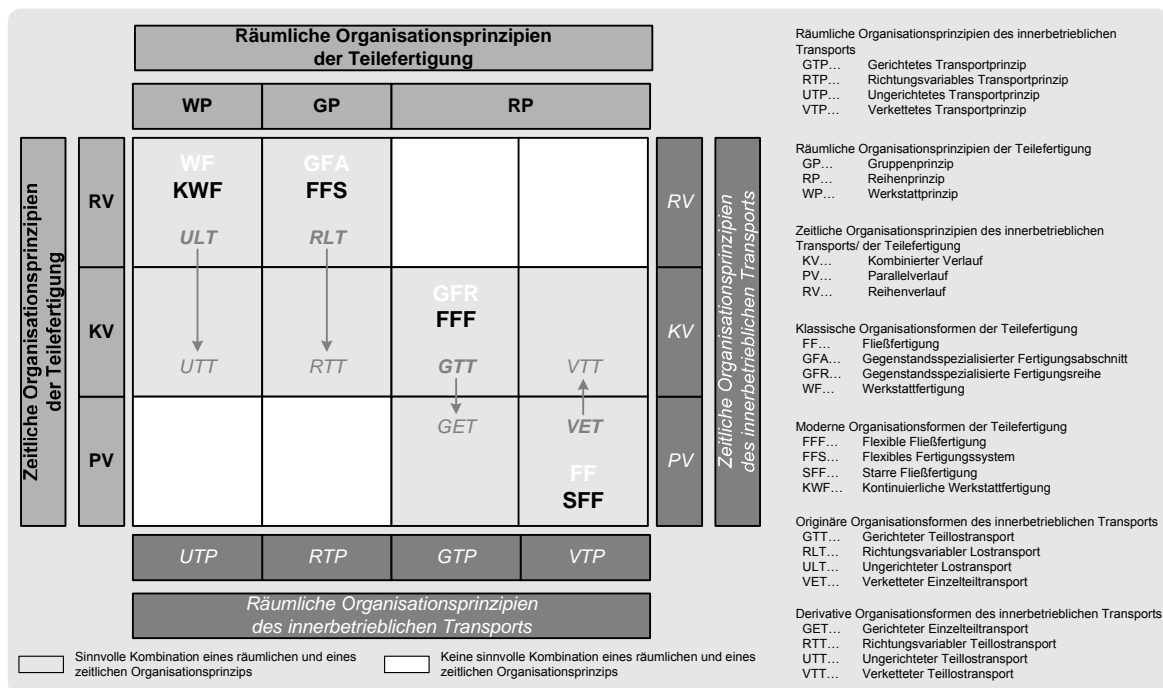 Räumliche Organisationsprinzipien
der Teilefertigung
WP
GP
RP
Zeitliche Organisationsprinzipien
der Teilefertigung
RV
KV
PV
WF
KWF
ULT
GFA
FFS
RLT
UTT
RTT
GFR
FFF
GTT
VTT
GET
VET
FF
SFF
RV
KV
PV
Zeitliche Organisationsprinzipien
des innerbetrieblichen Transports
UTP
RTP
GTP
VTP
Räumliche Organisationsprinzipien
des innerbetrieblichen Transports
Sinnvolle Kombination eines räumlichen und eines
zeitlichen Organisationsprinzips
Keine sinnvolle Kombination eines räumlichen und eines
zeitlichen Organisationsprinzips
Räumliche Organisationsprinzipien des innerbetrieblichen
Transports
GTP… Gerichtetes Transportprinzip
RTP… Richtungsvariables Transportprinzip
UTP… Ungerichtetes Transportprinzip
VTP… Verkettetes Transportprinzip
Räumliche Organisationsprinzipien der Teilefertigung
GP… Gruppenprinzip
RP… Reihenprinzip
WP… Werkstattprinzip
Zeitliche Organisationsprinzipien des innerbetrieblichen
Transports/ der Teilefertigung
KV… Kombinierter Verlauf
PV… Parallelverlauf
RV… Reihenverlauf
Klassische Organisationsformen der Teilefertigung
FF… Fließfertigung
GFA… Gegenstandsspezialisierter Fertigungsabschnitt
GFR… Gegenstandsspezialisierte Fertigungsreihe
WF… Werkstattfertigung
Moderne Organisationsformen der Teilefertigung
FFF… Flexible Fließfertigung
FFS… Flexibles Fertigungssystem
SFF… Starre Fließfertigung
KWF… Kontinuierliche Werkstattfertigung
Originäre Organisationsformen des innerbetrieblichen Transports
GTT… Gerichteter Teillostransport
RLT… Richtungsvariabler Lostransport
ULT… Ungerichteter Lostransport
VET… Verketteter Einzelteiltransport
Derivative Organisationsformen des innerbetrieblichen Transports
GET… Gerichteter Einzelteiltransport
RTT… Richtungsvariabler Teillostransport
UTT… Ungerichteter Teillostransport
VTT… Verketteter Teillostransport